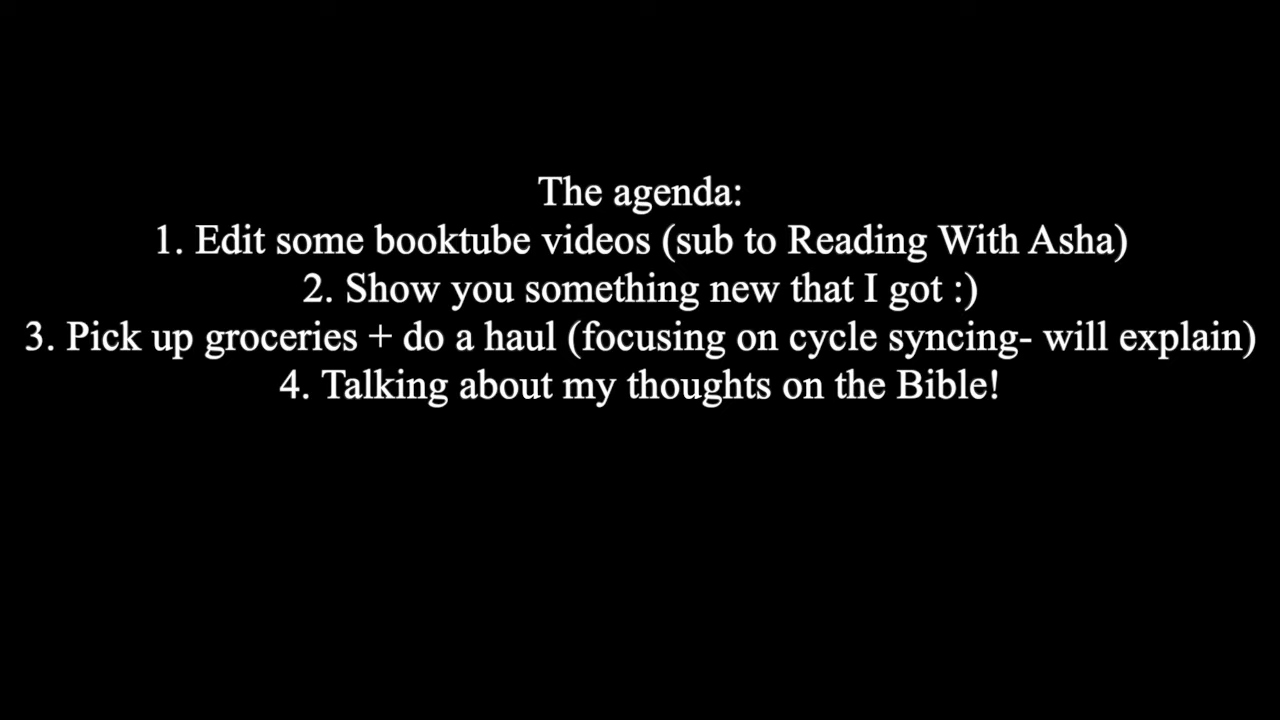 The agenda:
1. Edit some booktube videos (sub to Reading With Asha)
2. Show you something new that I got :)
3. Pick up groceries + do a haul (focusing on cycle syncing- will explain)
4. Talking about my thoughts on the Bible!